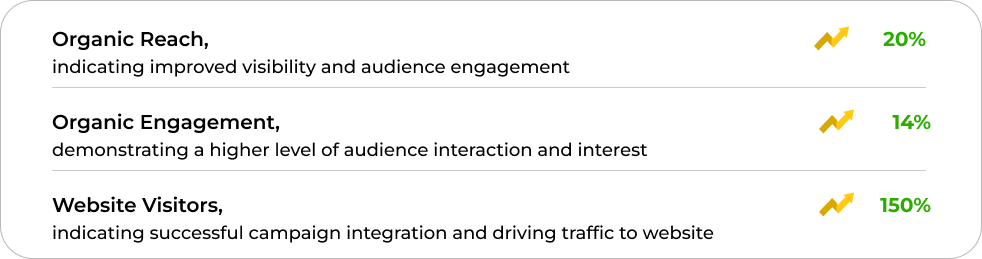 Organic Reach, 20%
indicating improved visibility and audience engagement
Organic Engagement, 14%
demonstrating a higher level of audience interaction and interest
Website Visitors, 150%
indicating successful campaign integration and driving traffic to website